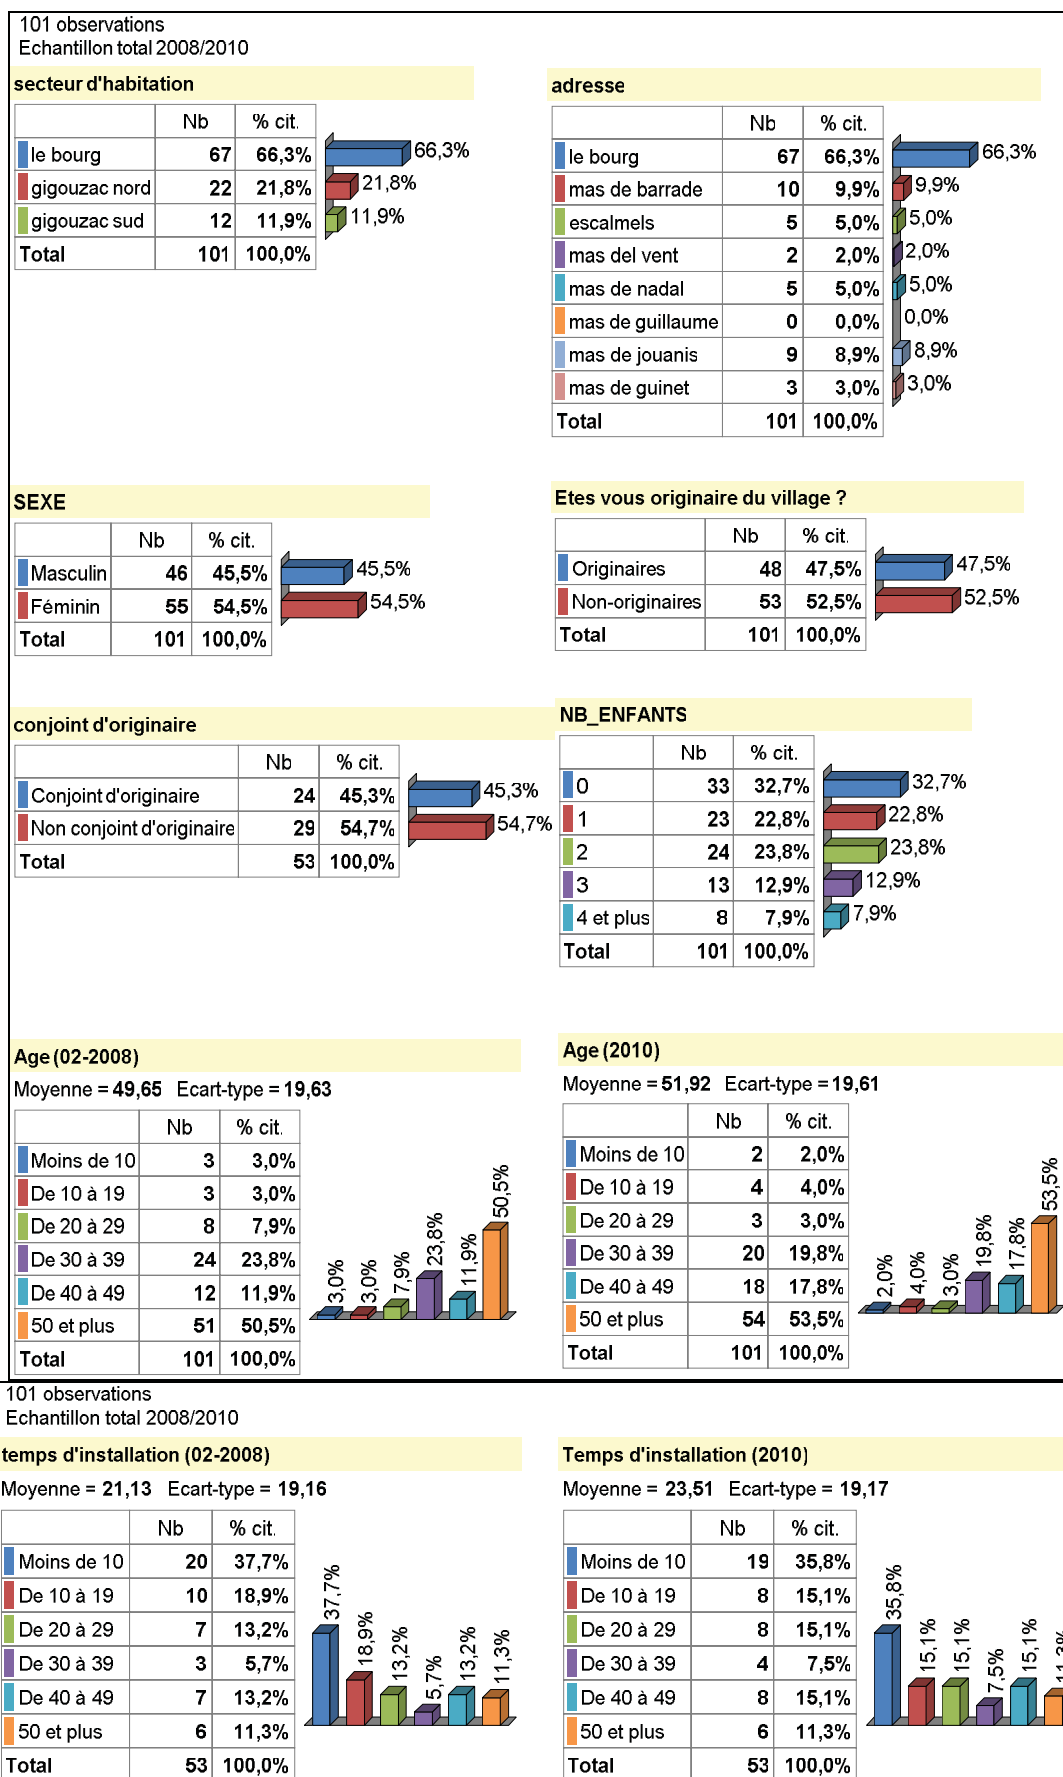 101 observations
Echantillon total 2008/2010
secteur d'habitation
Nb % cit.
le bourg 67 66,3% 66,3%
gigouzac nord 22 21,8% 21,8%
gigouzac sud 12 11,9% 11,9%
Total 101 100,0%
adresse
Nb % cit.
le bourg 67 66,3% 66,3%
mas de barrade 10 9,9% 9,9%
escalmels 5 5,0% 5,0%
mas del vent 2 2,0% 2,0%
mas de nadal 5 5,0% 5,0%
mas de guillaume 0 0,0% 0,0%
mas de jouanis 9 8,9% 8,9%
mas de guinet 3 3,0% 3,0%
Total 101 100,0%
SEXE
Nb % cit.
Masculin 46 45,5% 45,5%
Féminin 55 54,5% 54,5%
Total 101 100,0%
Etes vous originaire du village ?
Nb % cit.
Originaires 48 47,5% 47,5%
Non-originaires 53 52,5% 52,5%
Total 101 100,0%
conjoint d'originaire
Nb % cit.
Conjoint d'originaire 24 45,3% 45,3%
Non conjoint d'originaire 29 54,7% 54,7%
Total 53 100,0%
NB_ENFANTS
Nb % cit.
0 33 32,7% 32,7%
1 23 22,8% 22,8%
2 24 23,8% 23,8%
3 13 12,9% 12,9%
4 et plus 8 7,9% 7,9%
Total 101 100,0%
Age (02-2008)
Moyenne = 49,65 Ecart-type = 19,63
Nb % cit.
Moins de 10 3 3,0%
De 10 à 19 3 3,0%
De 20 à 29 8 7,9%
De 30 à 39 24 23,8%
De 40 à 49 12 11,9%
50 et plus 51 50,5%
Total 101 100,0%
3,0% 3,0% 7,9% 23,8% 11,9% 50,5%
Age (2010)
Moyenne = 51,92 Ecart-type = 19,61
Nb % cit.
Moins de 10 2 2,0%
De 10 à 19 4 4,0%
De 20 à 29 3 3,0%
De 30 à 39 20 19,8%
De 40 à 49 18 17,8%
50 et plus 54 53,5%
Total 101 100,0%
2,0% 4,0% 3,0% 19,8% 17,8% 53,5%
101 observations
Echantillon total 2008/2010
temps d'installation (02-2008)
Moyenne = 21,13 Ecart-type = 19,16
Nb % cit.
Moins de 10 20 37,7%
De 10 à 19 10 18,9%
De 20 à 29 7 13,2%
De 30 à 39 3 5,7%
De 40 à 49 7 13,2%
50 et plus 6 11,3%
Total 53 100,0%
37,7% 18,9% 13,2% 5,7% 13,2% 11,3%
Temps d'installation (2010)
Moyenne = 23,51 Ecart-type = 19,17
Nb % cit.
Moins de 10 19 35,8%
De 10 à 19 8 15,1%
De 20 à 29 8 15,1%
De 30 à 39 4 7,5%
De 40 à 49 8 15,1%
50 et plus 6 11,3%
Total 53 100,0%
35,8% 15,1% 15,1% 7,5% 15,1% 11,3%